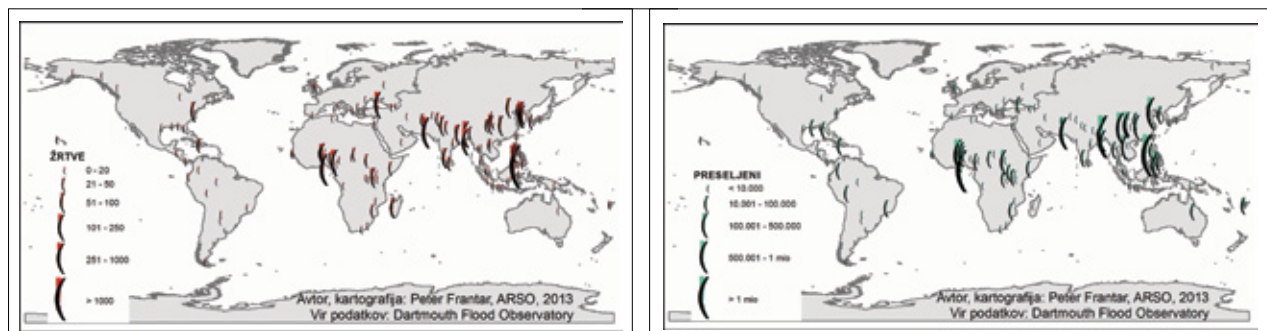 ŽRTVE
0 - 20
21 - 50
51 - 100
101 - 250
251 - 1000
> 1000
Avtor, kartografija: Peter Frantar, ARSO, 2013
Vir podatkov: Dartmouth Flood Observatory
PRESELJENI
< 10.000
10.001 - 100.000
100.001 - 500.000
500.001 - 1 mio
> 1 mio
Avtor, kartografija: Peter Frantar, ARSO, 2013
Vir podatkov: Dartmouth Flood Observatory